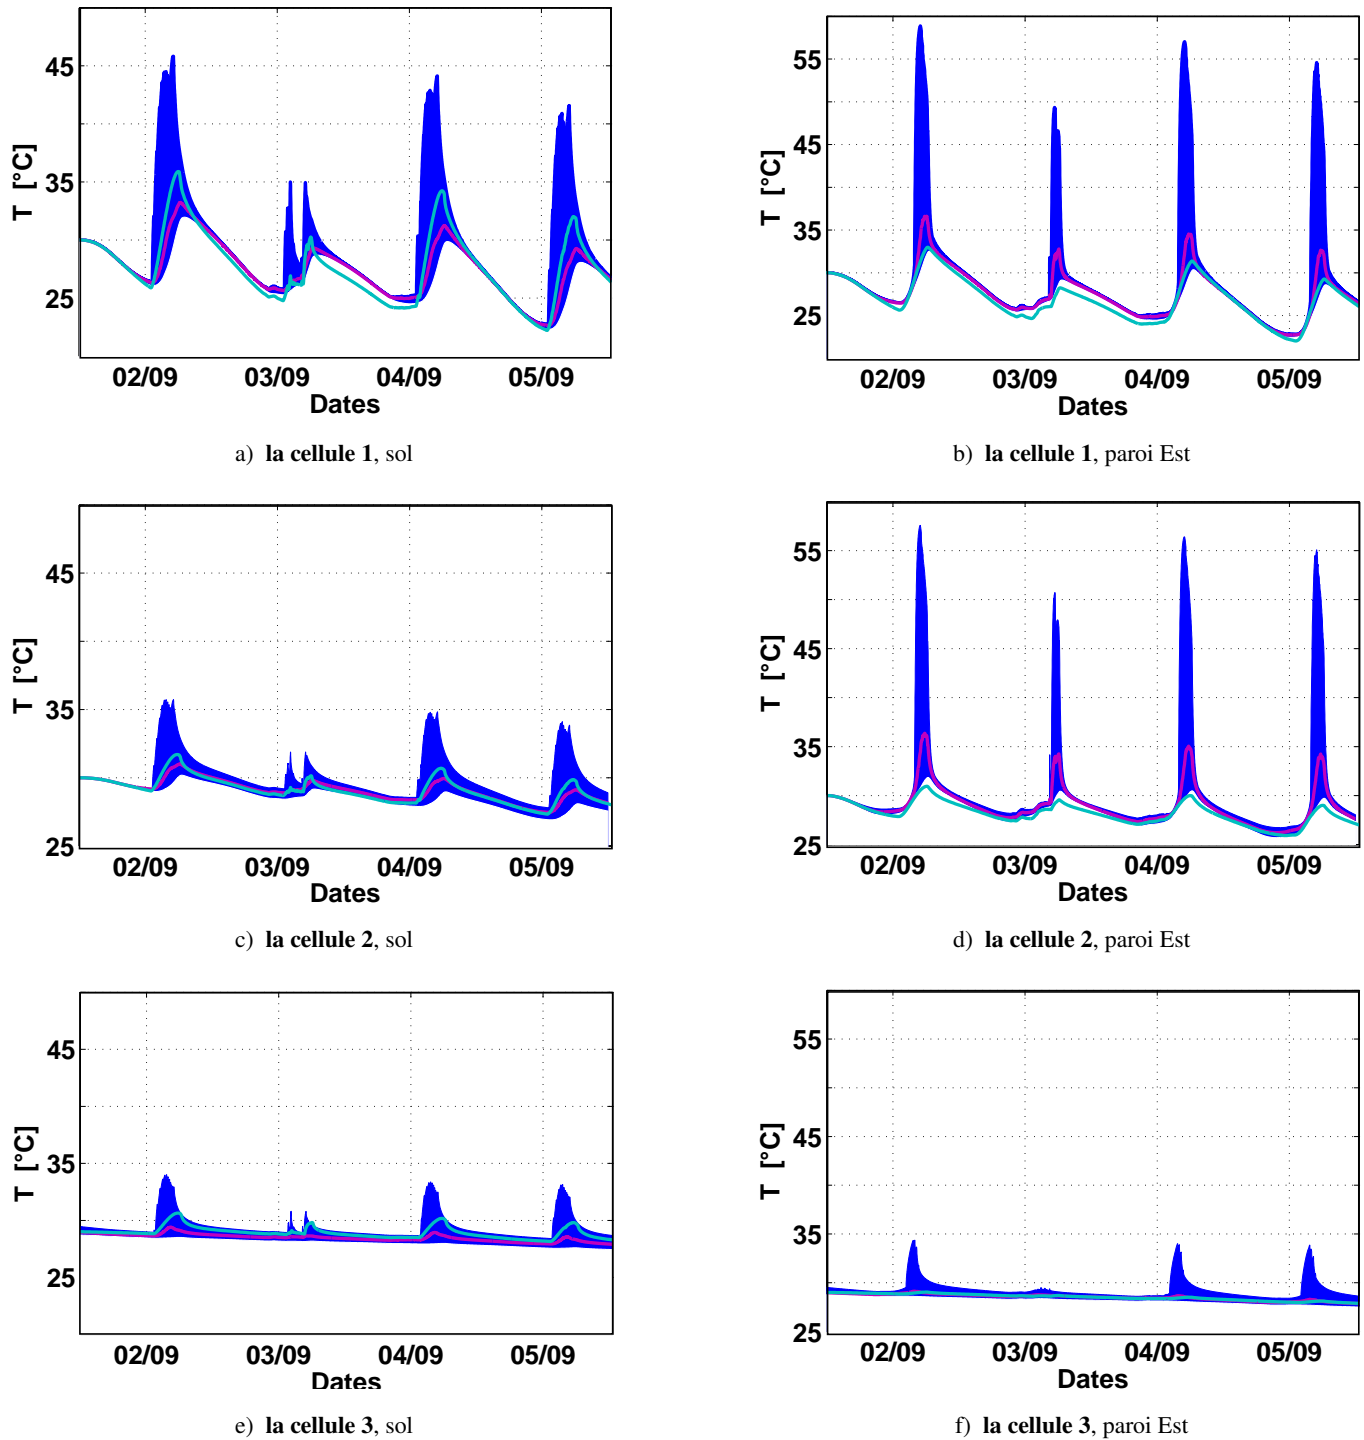 45
35
25
T [°C]
02/09 03/09 04/09 05/09
Dates
a) la cellule 1, sol
55
45
35
25
T [°C]
02/09 03/09 04/09 05/09
Dates
b) la cellule 1, paroi Est
45
35
25
T [°C]
02/09 03/09 04/09 05/09
Dates
c) la cellule 2, sol
55
45
35
25
T [°C]
02/09 03/09 04/09 05/09
Dates
d) la cellule 2, paroi Est
45
35
25
T [°C]
02/09 03/09 04/09 05/09
Dates
e) la cellule 3, sol
55
45
35
25
T [°C]
02/09 03/09 04/09 05/09
Dates
f) la cellule 3, paroi Est